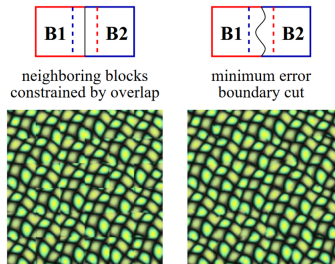 B1 B2
B1 B2
neighboring blocks
constrained by overlap
minimum error
boundary cut